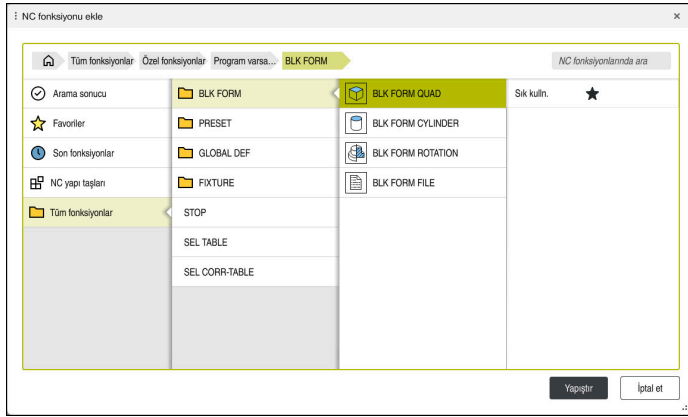 NC fonksiyonu ekle
Tüm fonksiyonlar Özel fonksiyonlar Program varsa... BLK FORM
NC fonksiyonlarında ara
Arama sonucu
Favoriler
Son fonksiyonlar
NC yapı taşları
Tüm fonksiyonlar
BLK FORM
PRESET
GLOBAL DEF
FIXTURE
STOP
SEL TABLE
SEL CORR-TABLE
BLK FORM QUAD
BLK FORM CYLINDER
BLK FORM ROTATION
BLK FORM FILE
Sık kulln.
Yapıştır
İptal et